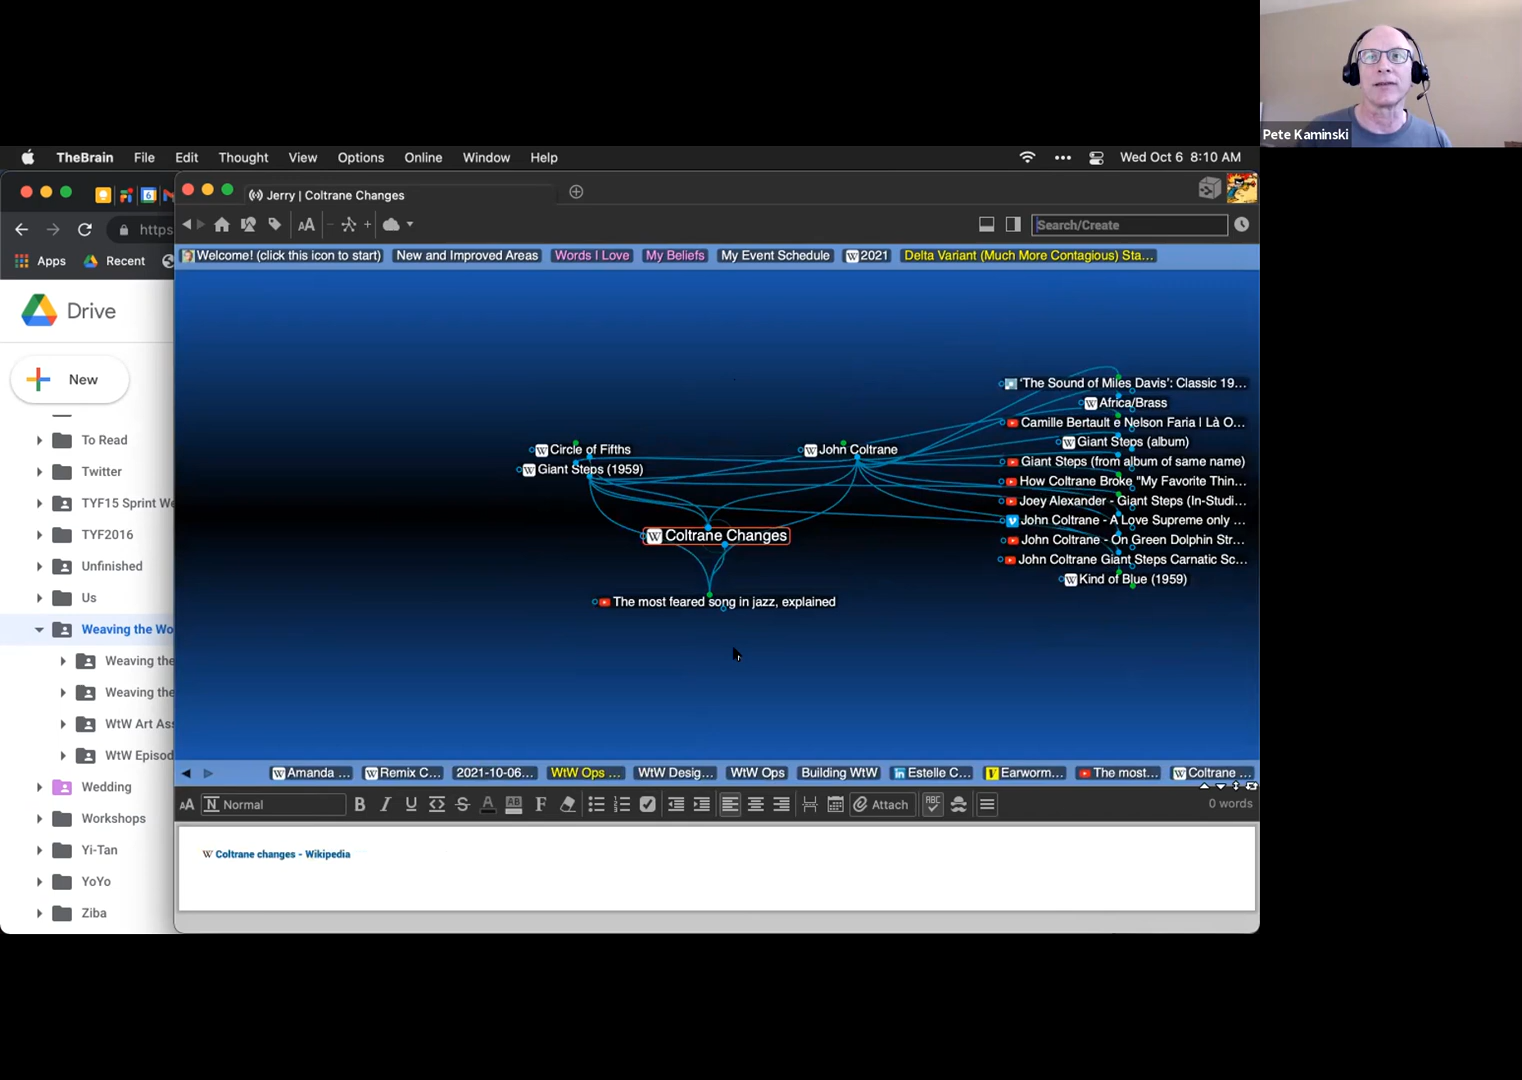 Pete Kaminski
TheBrain File Edit Thought View Options Online Window Help Wed Oct 6 8:10 AM
Jerry | Coltrane Changes
https
AA
Search/Create
Apps Recent
Welcome! (click this icon to start) New and Improved Areas Words I Love My Beliefs My Event Schedule 2021 Delta Variant (Much More Contagious) Sta...
Drive
New
To Read
Twitter
TYF15 Sprint We
TYF2016
Unfinished
Us
Weaving the Wo
Weaving the
Weaving the
WtW Art Ass
WtW Episod
Wedding
Workshops
Yi-Tan
YoYo
Ziba
Circle of Fifths
Giant Steps (1959)
John Coltrane
Coltrane Changes
The most feared song in jazz, explained
'The Sound of Miles Davis': Classic 19...
Africa/Brass
Camille Bertault e Nelson Faria | Là O...
Giant Steps (album)
Giant Steps (from album of same name)
How Coltrane Broke "My Favorite Thin...
Joey Alexander - Giant Steps (In-Studi...
John Coltrane - A Love Supreme only ...
John Coltrane - On Green Dolphin Str...
John Coltrane Giant Steps Carnatic Sc...
Kind of Blue (1959)
Amanda ... Remix C... 2021-10-06... WtW Ops ... WtW Desig... WtW Ops Building WtW Estelle C... Earworm... The most... Coltrane ...
AA N Normal B I U S A AB F Attach ABC 0 words
W Coltrane changes - Wikipedia